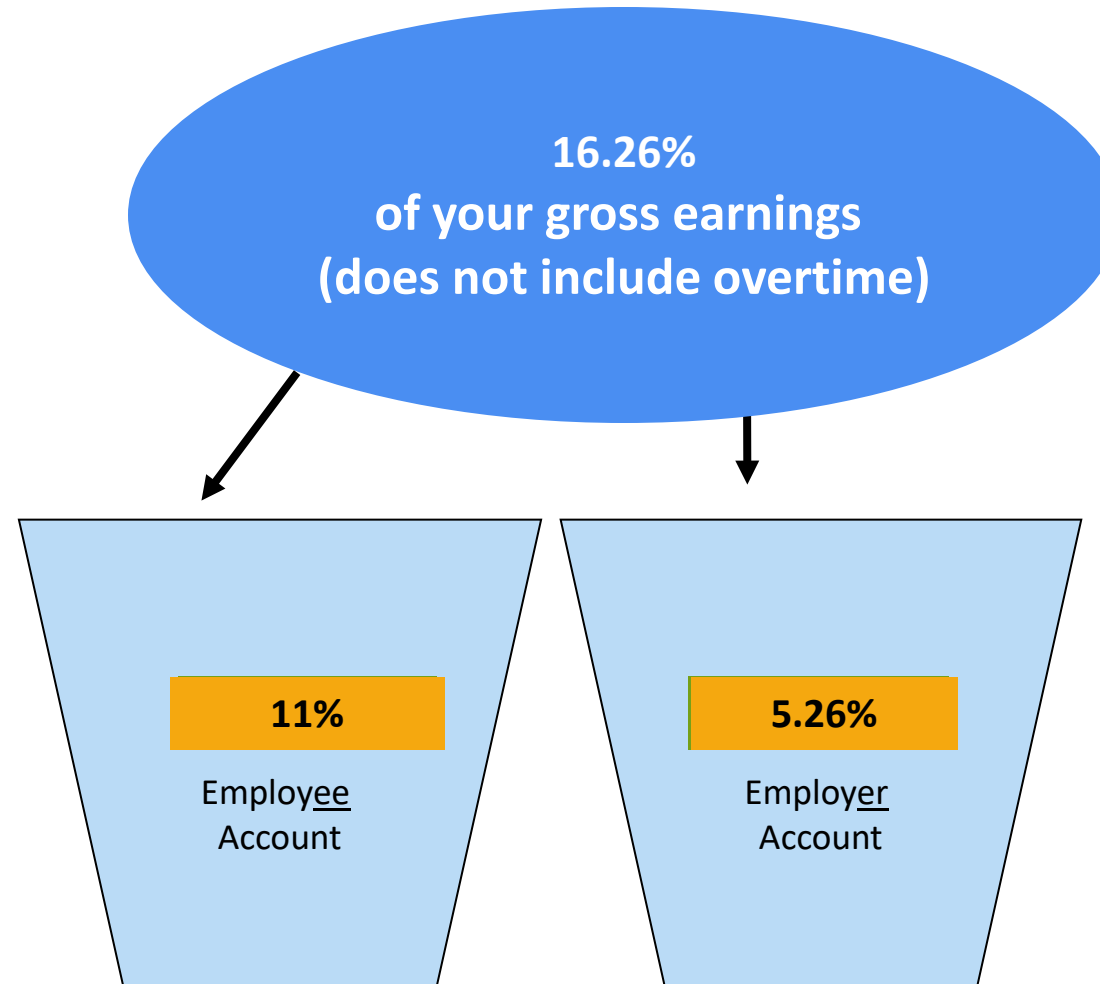 16.26%
of your gross earnings
(does not include overtime)
11%
Employee
Account
5.26%
Employer
Account